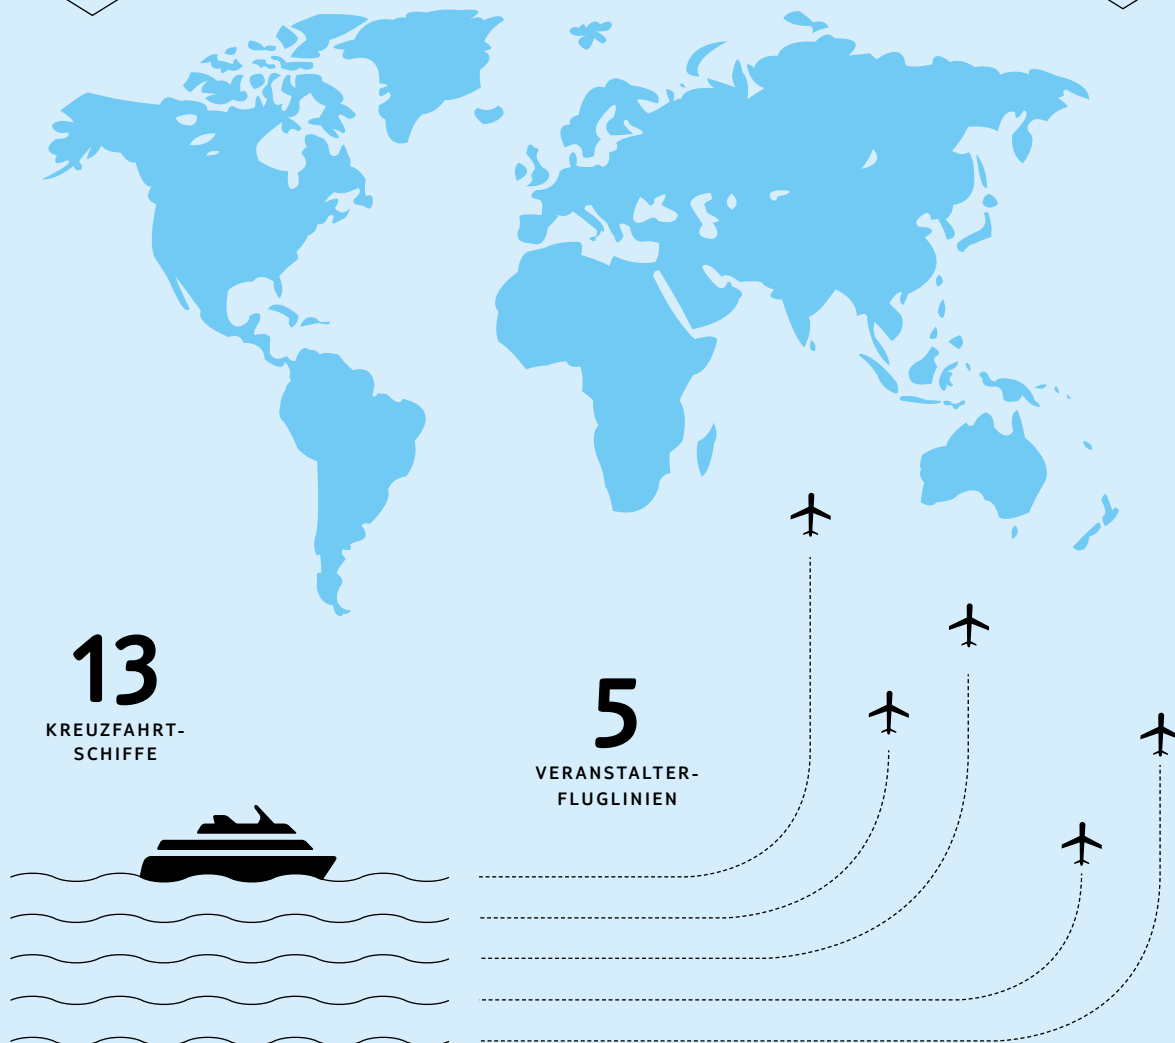 13
KREUZFAHRT-
SCHIFFE
5
VERANSTALTER-
FLUGLINIEN